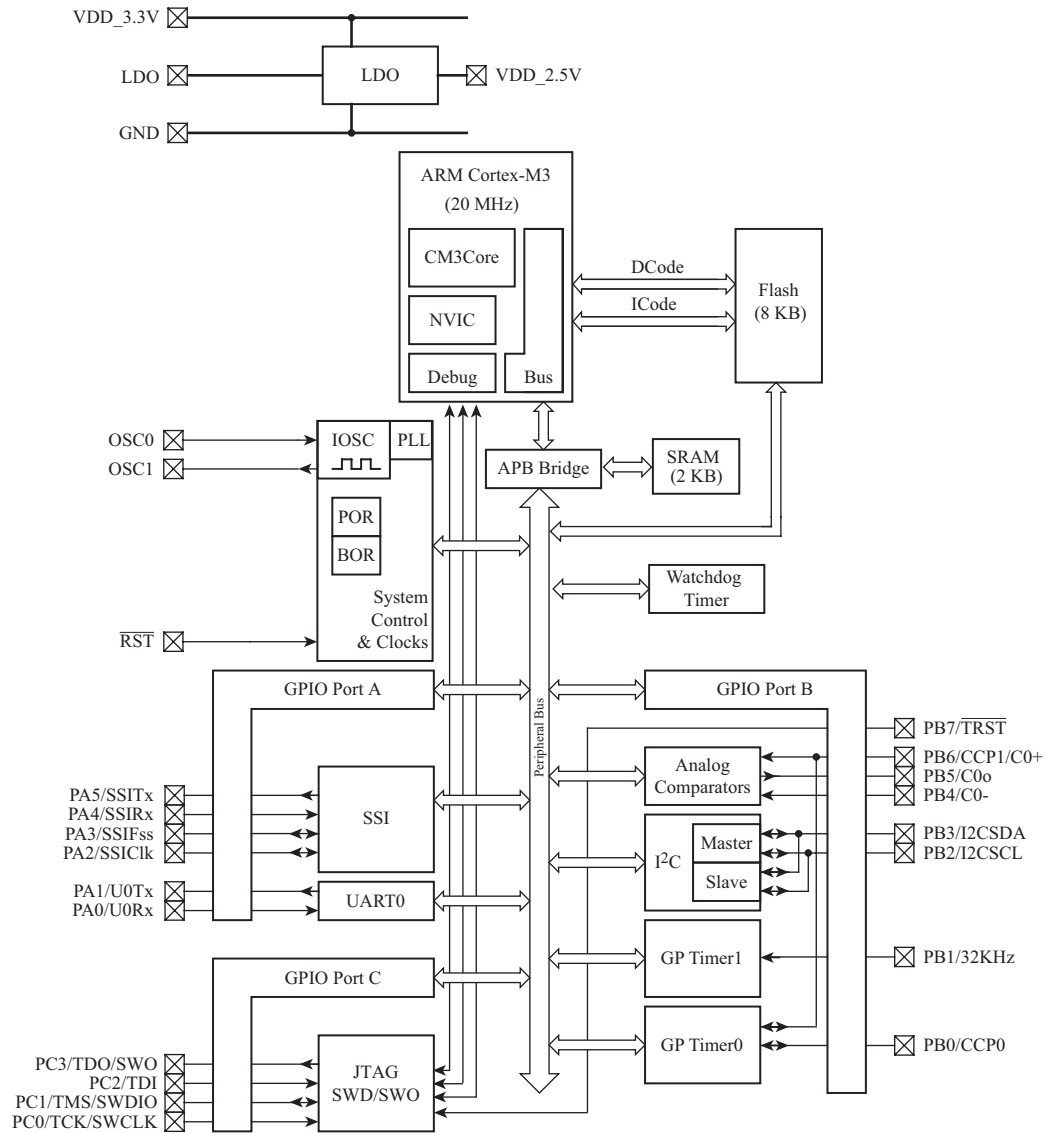 VDD_3.3V
LDO
LDO
VDD_2.5V
GND
ARM Cortex-M3
(20 MHz)
CM3Core
NVIC
Debug
Bus
DCode
ICode
Flash
(8 KB)
OSC0
OSC1
IOSC
PLL
POR
BOR
System
Control
& Clocks
RST
APB Bridge
SRAM
(2 KB)
Watchdog
Timer
Peripheral Bus
GPIO Port A
PA5/SSITx
PA4/SSIRx
PA3/SSIFss
PA2/SSIClk
SSI
PA1/U0Tx
PA0/U0Rx
UART0
GPIO Port C
PC3/TDO/SWO
PC2/TDI
PC1/TMS/SWDIO
PC0/TCK/SWCLK
JTAG
SWD/SWO
GPIO Port B
PB7/TRST
PB6/CCP1/C0+
PB5/C0o
PB4/C0-
Analog
Comparators
PB3/I2CSDA
PB2/I2CSCL
I²C
Master
Slave
GP Timer1
PB1/32KHz
GP Timer0
PB0/CCP0